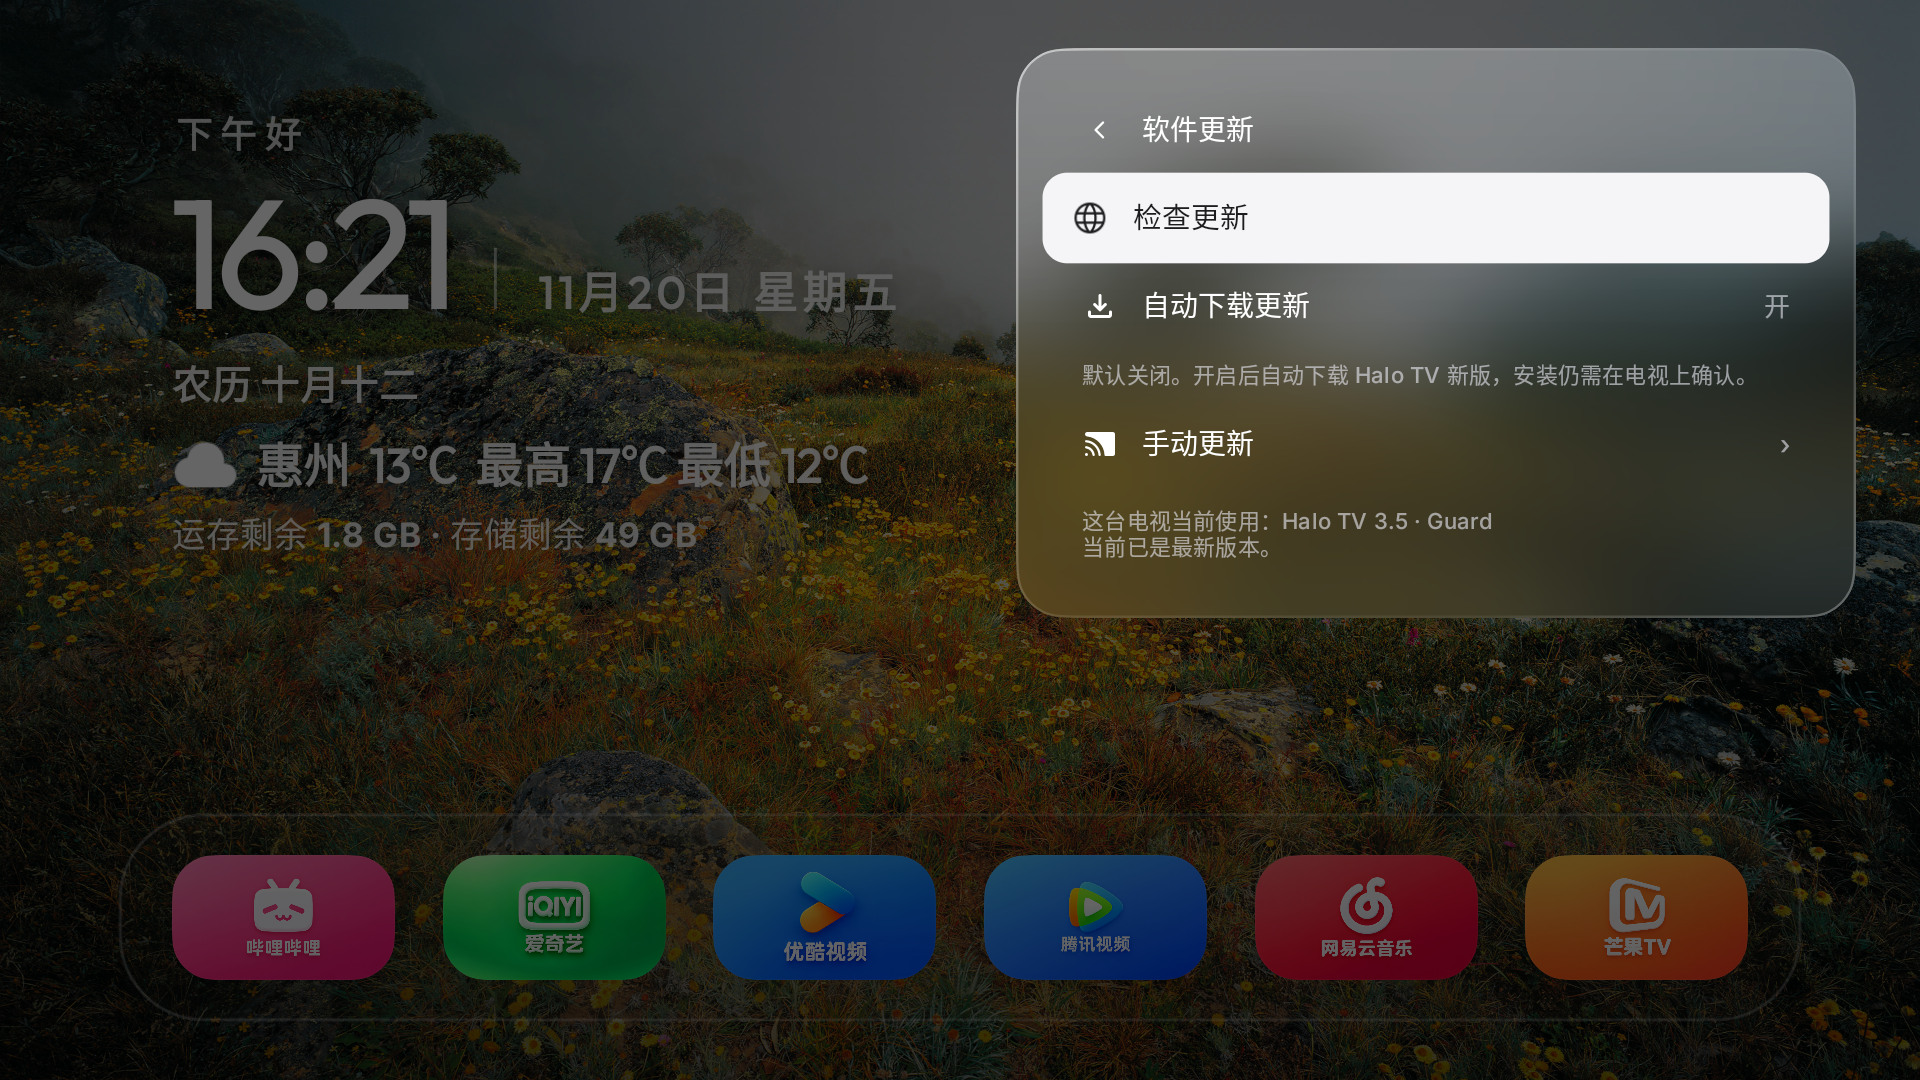 下午好
16:21
11月20日 星期五
农历 十月十二
惠州 13°C 最高 17°C 最低 12°C
运存剩余 1.8 GB · 存储剩余 49 GB
软件更新
检查更新
自动下载更新 开
默认关闭。开启后自动下载 Halo TV 新版，安装仍需在电视上确认。
手动更新
这台电视当前使用：Halo TV 3.5 · Guard
当前已是最新版本。
哔哩哔哩
iQIYI
爱奇艺
优酷视频
腾讯视频
网易云音乐
芒果TV